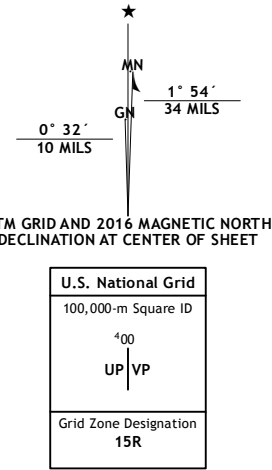 ★
MN
1° 54´
34 MILS
GN
0° 32´
10 MILS
TM GRID AND 2016 MAGNETIC NORTH
DECLINATION AT CENTER OF SHEET
U.S. National Grid
100,000-m Square ID
⁴00
UP VP
Grid Zone Designation
15R